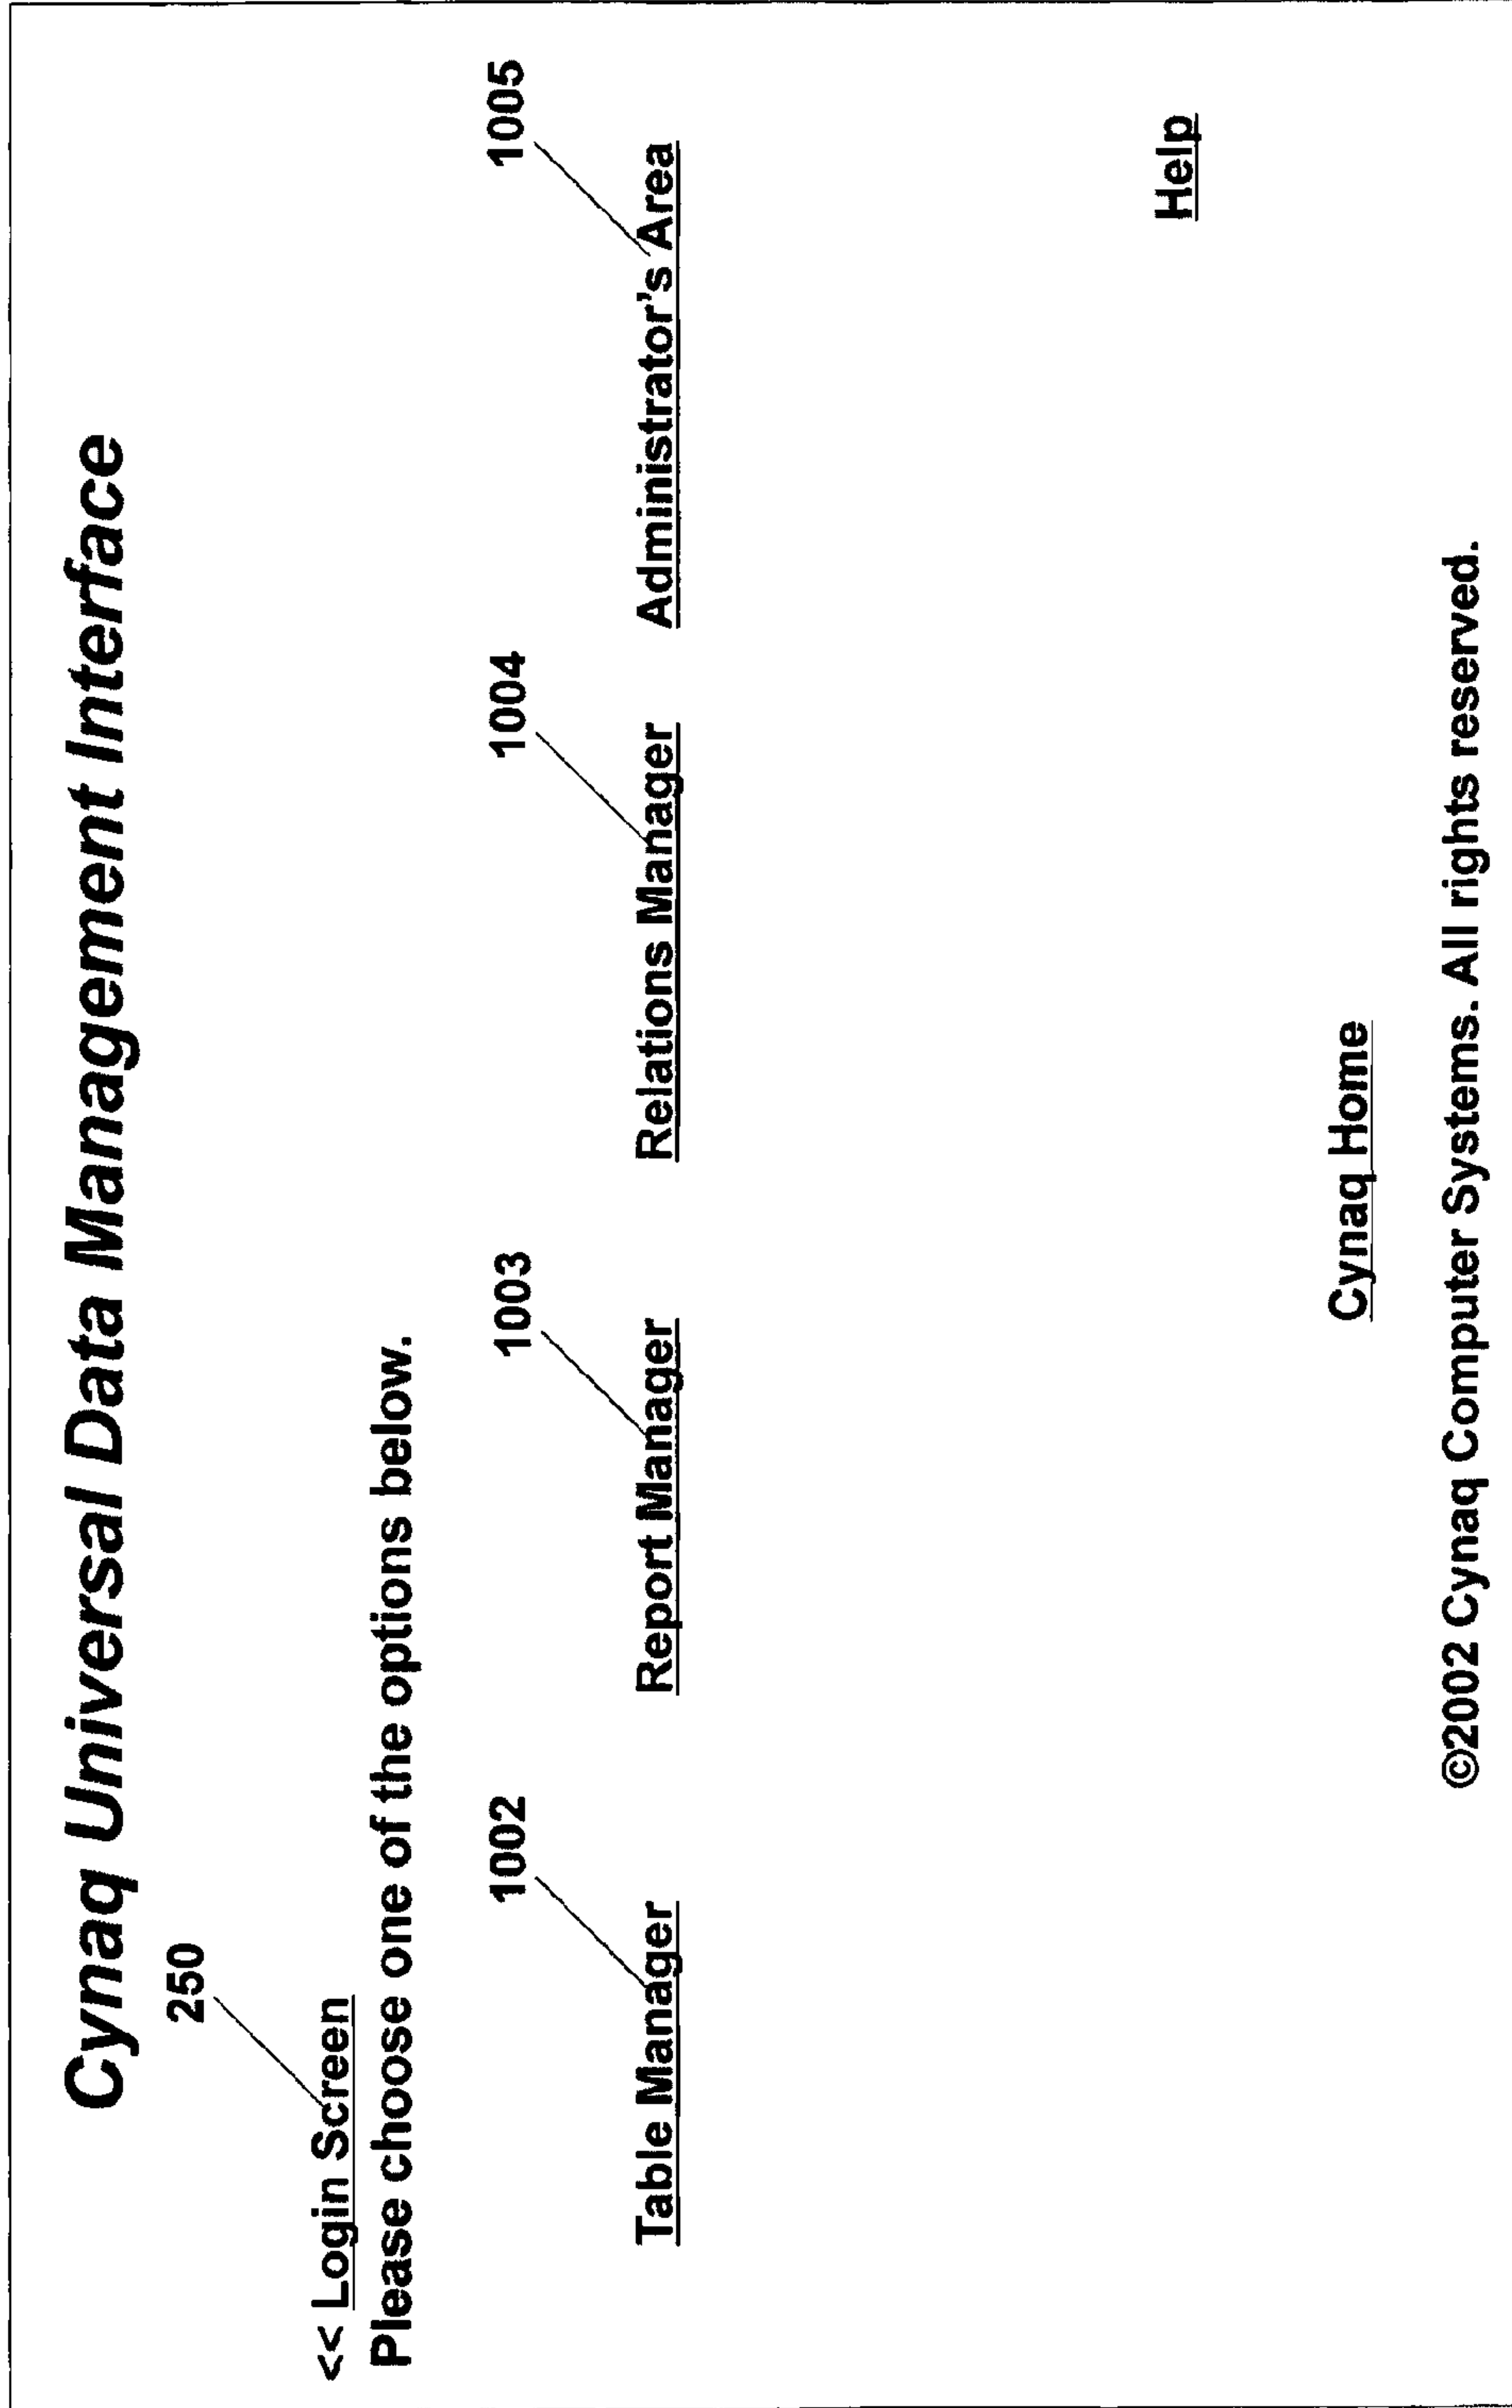 Cynaq Universal Data Management Interface
250
<< Login Screen
Please choose one of the options below.
1002 1003 1004 1005
Table Manager Report Manager Relations Manager Administrator's Area
Help
Cynaq Home
©2002 Cynaq Computer Systems. All rights reserved.